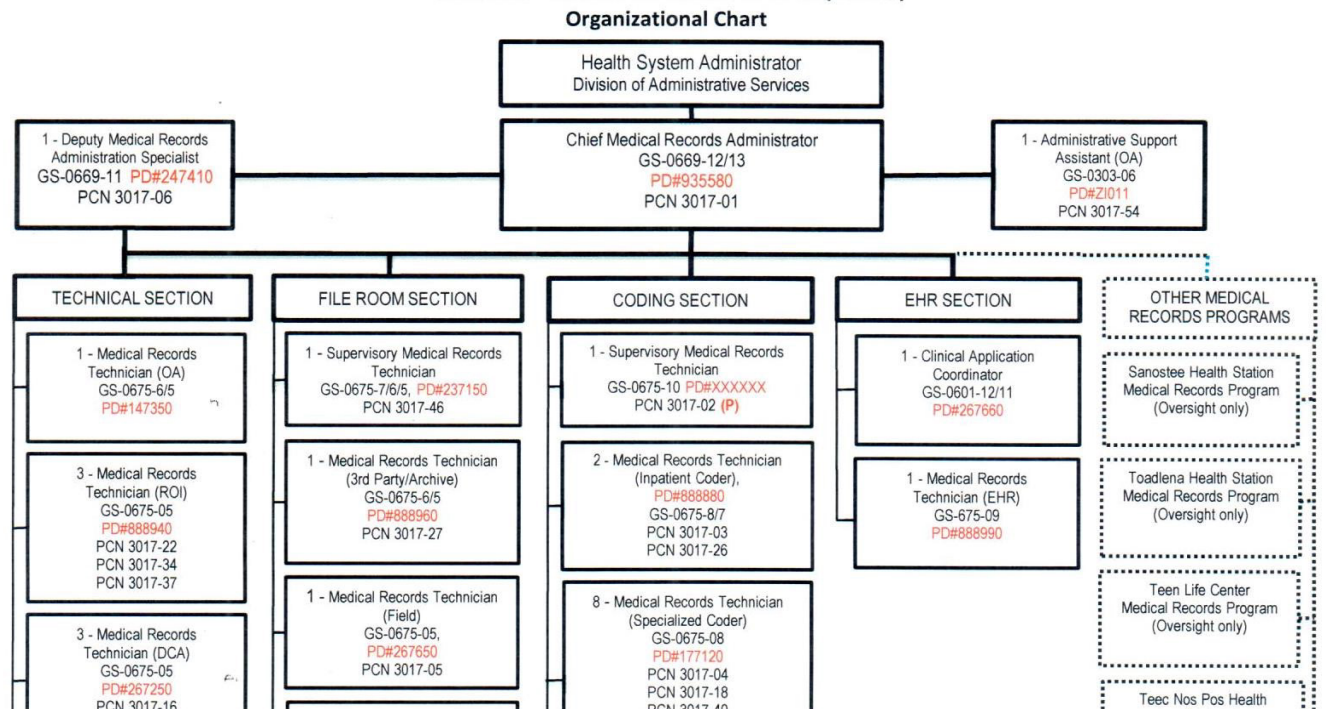 Organizational Chart
Health System Administrator
Division of Administrative Services
1 - Deputy Medical Records
Administration Specialist
GS-0669-11 PD#247410
PCN 3017-06
Chief Medical Records Administrator
GS-0669-12/13
PD#935580
PCN 3017-01
1 - Administrative Support
Assistant (OA)
GS-0303-06
PD#ZI011
PCN 3017-54
TECHNICAL SECTION
1 - Medical Records
Technician (OA)
GS-0675-6/5
PD#147350
3 - Medical Records
Technician (ROI)
GS-0675-05
PD#888940
PCN 3017-22
PCN 3017-34
PCN 3017-37
3 - Medical Records
Technician (DCA)
GS-0675-05
PD#267250
PCN 3017-16
FILE ROOM SECTION
1 - Supervisory Medical Records
Technician
GS-0675-7/6/5, PD#237150
PCN 3017-46
1 - Medical Records Technician
(3rd Party/Archive)
GS-0675-6/5
PD#888960
PCN 3017-27
1 - Medical Records Technician
(Field)
GS-0675-05,
PD#267650
PCN 3017-05
CODING SECTION
1 - Supervisory Medical Records
Technician
GS-0675-10 PD#XXXXXX
PCN 3017-02 (P)
2 - Medical Records Technician
(Inpatient Coder),
PD#888880
GS-0675-8/7
PCN 3017-03
PCN 3017-26
8 - Medical Records Technician
(Specialized Coder)
GS-0675-08
PD#177120
PCN 3017-04
PCN 3017-18
EHR SECTION
1 - Clinical Application
Coordinator
GS-0601-12/11
PD#267660
1 - Medical Records
Technician (EHR)
GS-675-09
PD#888990
OTHER MEDICAL
RECORDS PROGRAMS
Sanostee Health Station
Medical Records Program
(Oversight only)
Toadlena Health Station
Medical Records Program
(Oversight only)
Teen Life Center
Medical Records Program
(Oversight only)
Teec Nos Pos Health